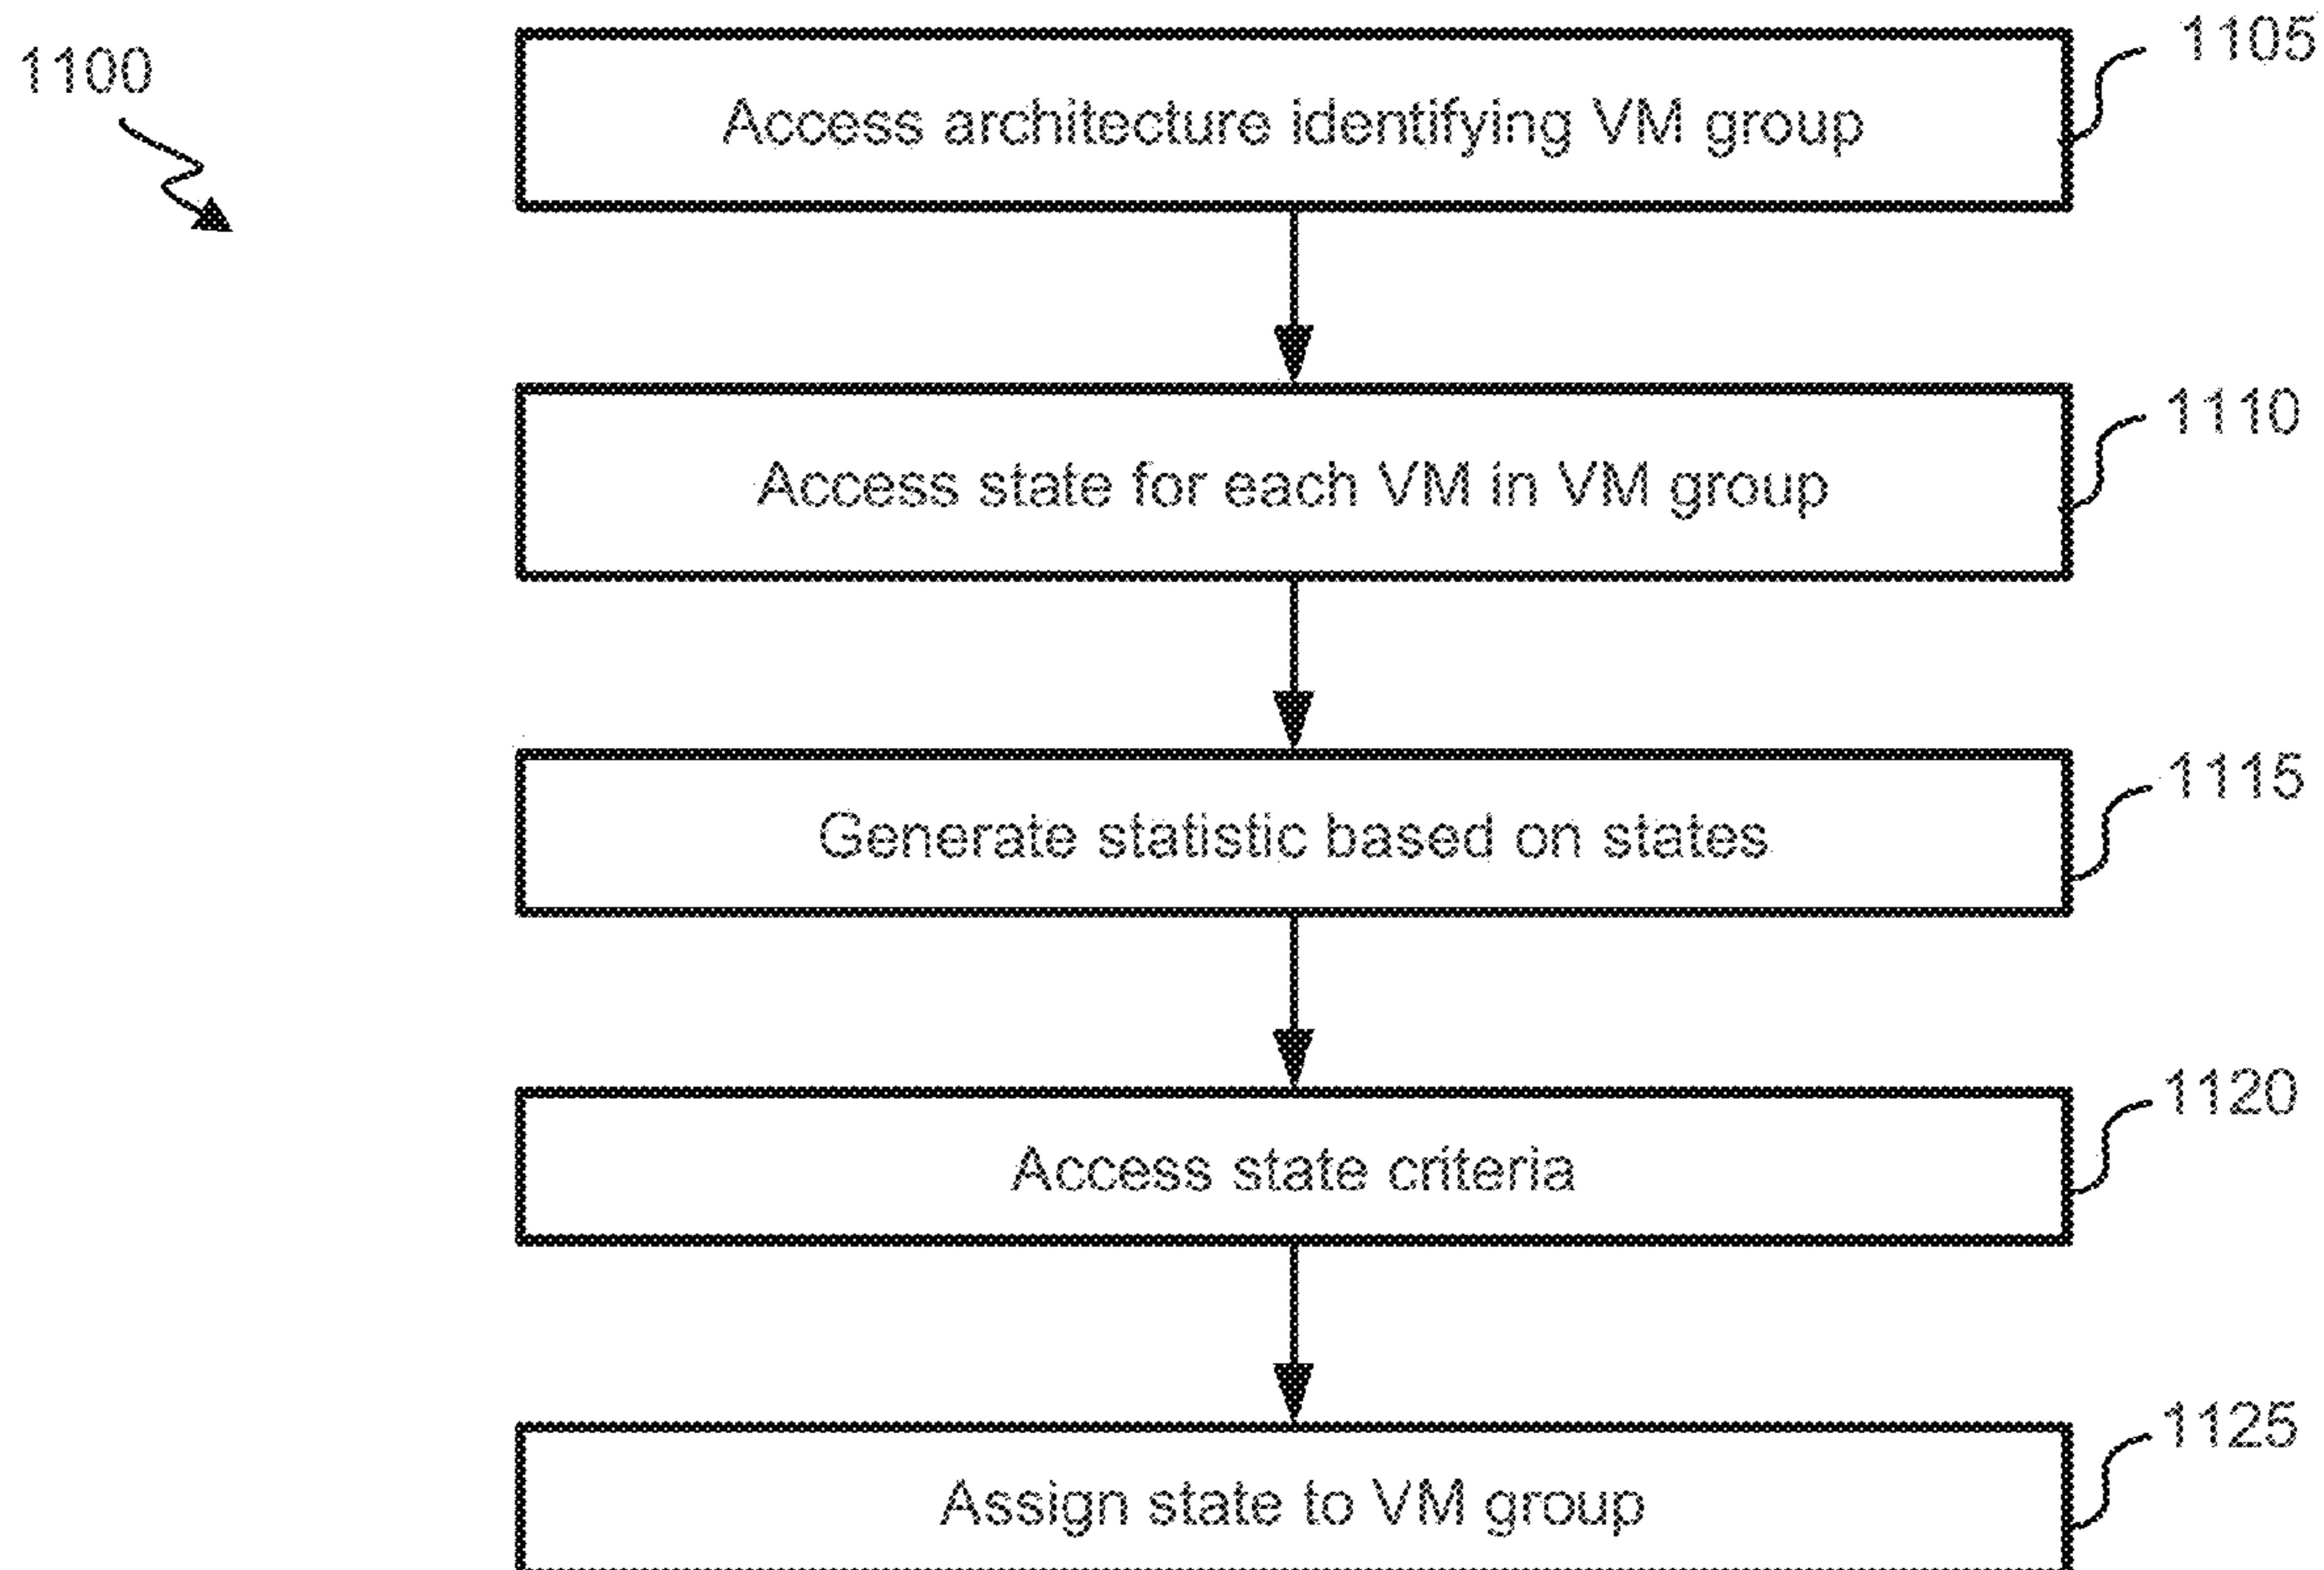 1100
1105
Access architecture identifying VM group
1110
Access state for each VM in VM group
1115
Generate statistic based on states
1120
Access state criteria
1125
Assign state to VM group